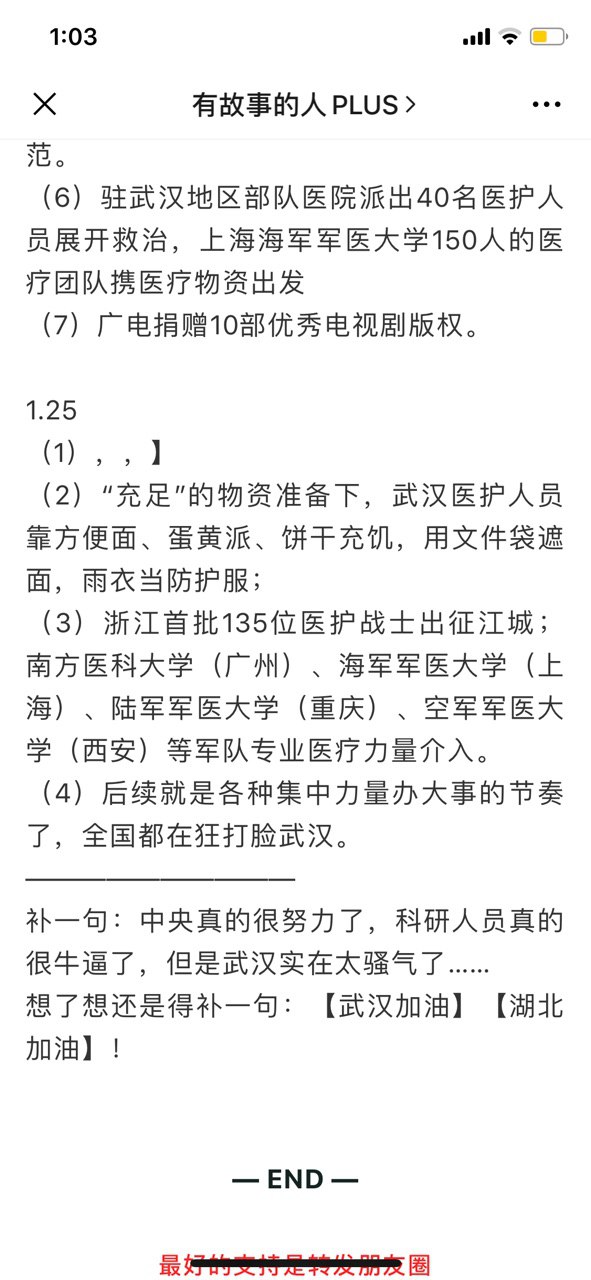 1:03
有故事的人PLUS>
范。
（6）驻武汉地区部队医院派出40名医护人
员展开救治，上海海军军医大学150人的医
疗团队携医疗物资出发
（7）广电捐赠10部优秀电视剧版权。
1.25
（1），，】
（2）“充足”的物资准备下，武汉医护人员
靠方便面、蛋黄派、饼干充饥，用文件袋遮
面，雨衣当防护服；
（3）浙江首批135位医护战士出征江城；
南方医科大学（广州）、海军军医大学（上
海）、陆军军医大学（重庆）、空军军医大
学（西安）等军队专业医疗力量介入。
（4）后续就是各种集中力量办大事的节奏
了，全国都在狂打脸武汉。
——————————
补一句：中央真的很努力了，科研人员真的
很牛逼了，但是武汉实在太骚气了……
想了想还是得补一句：【武汉加油】【湖北
加油】！
— END —
最好的支持是转发朋友圈